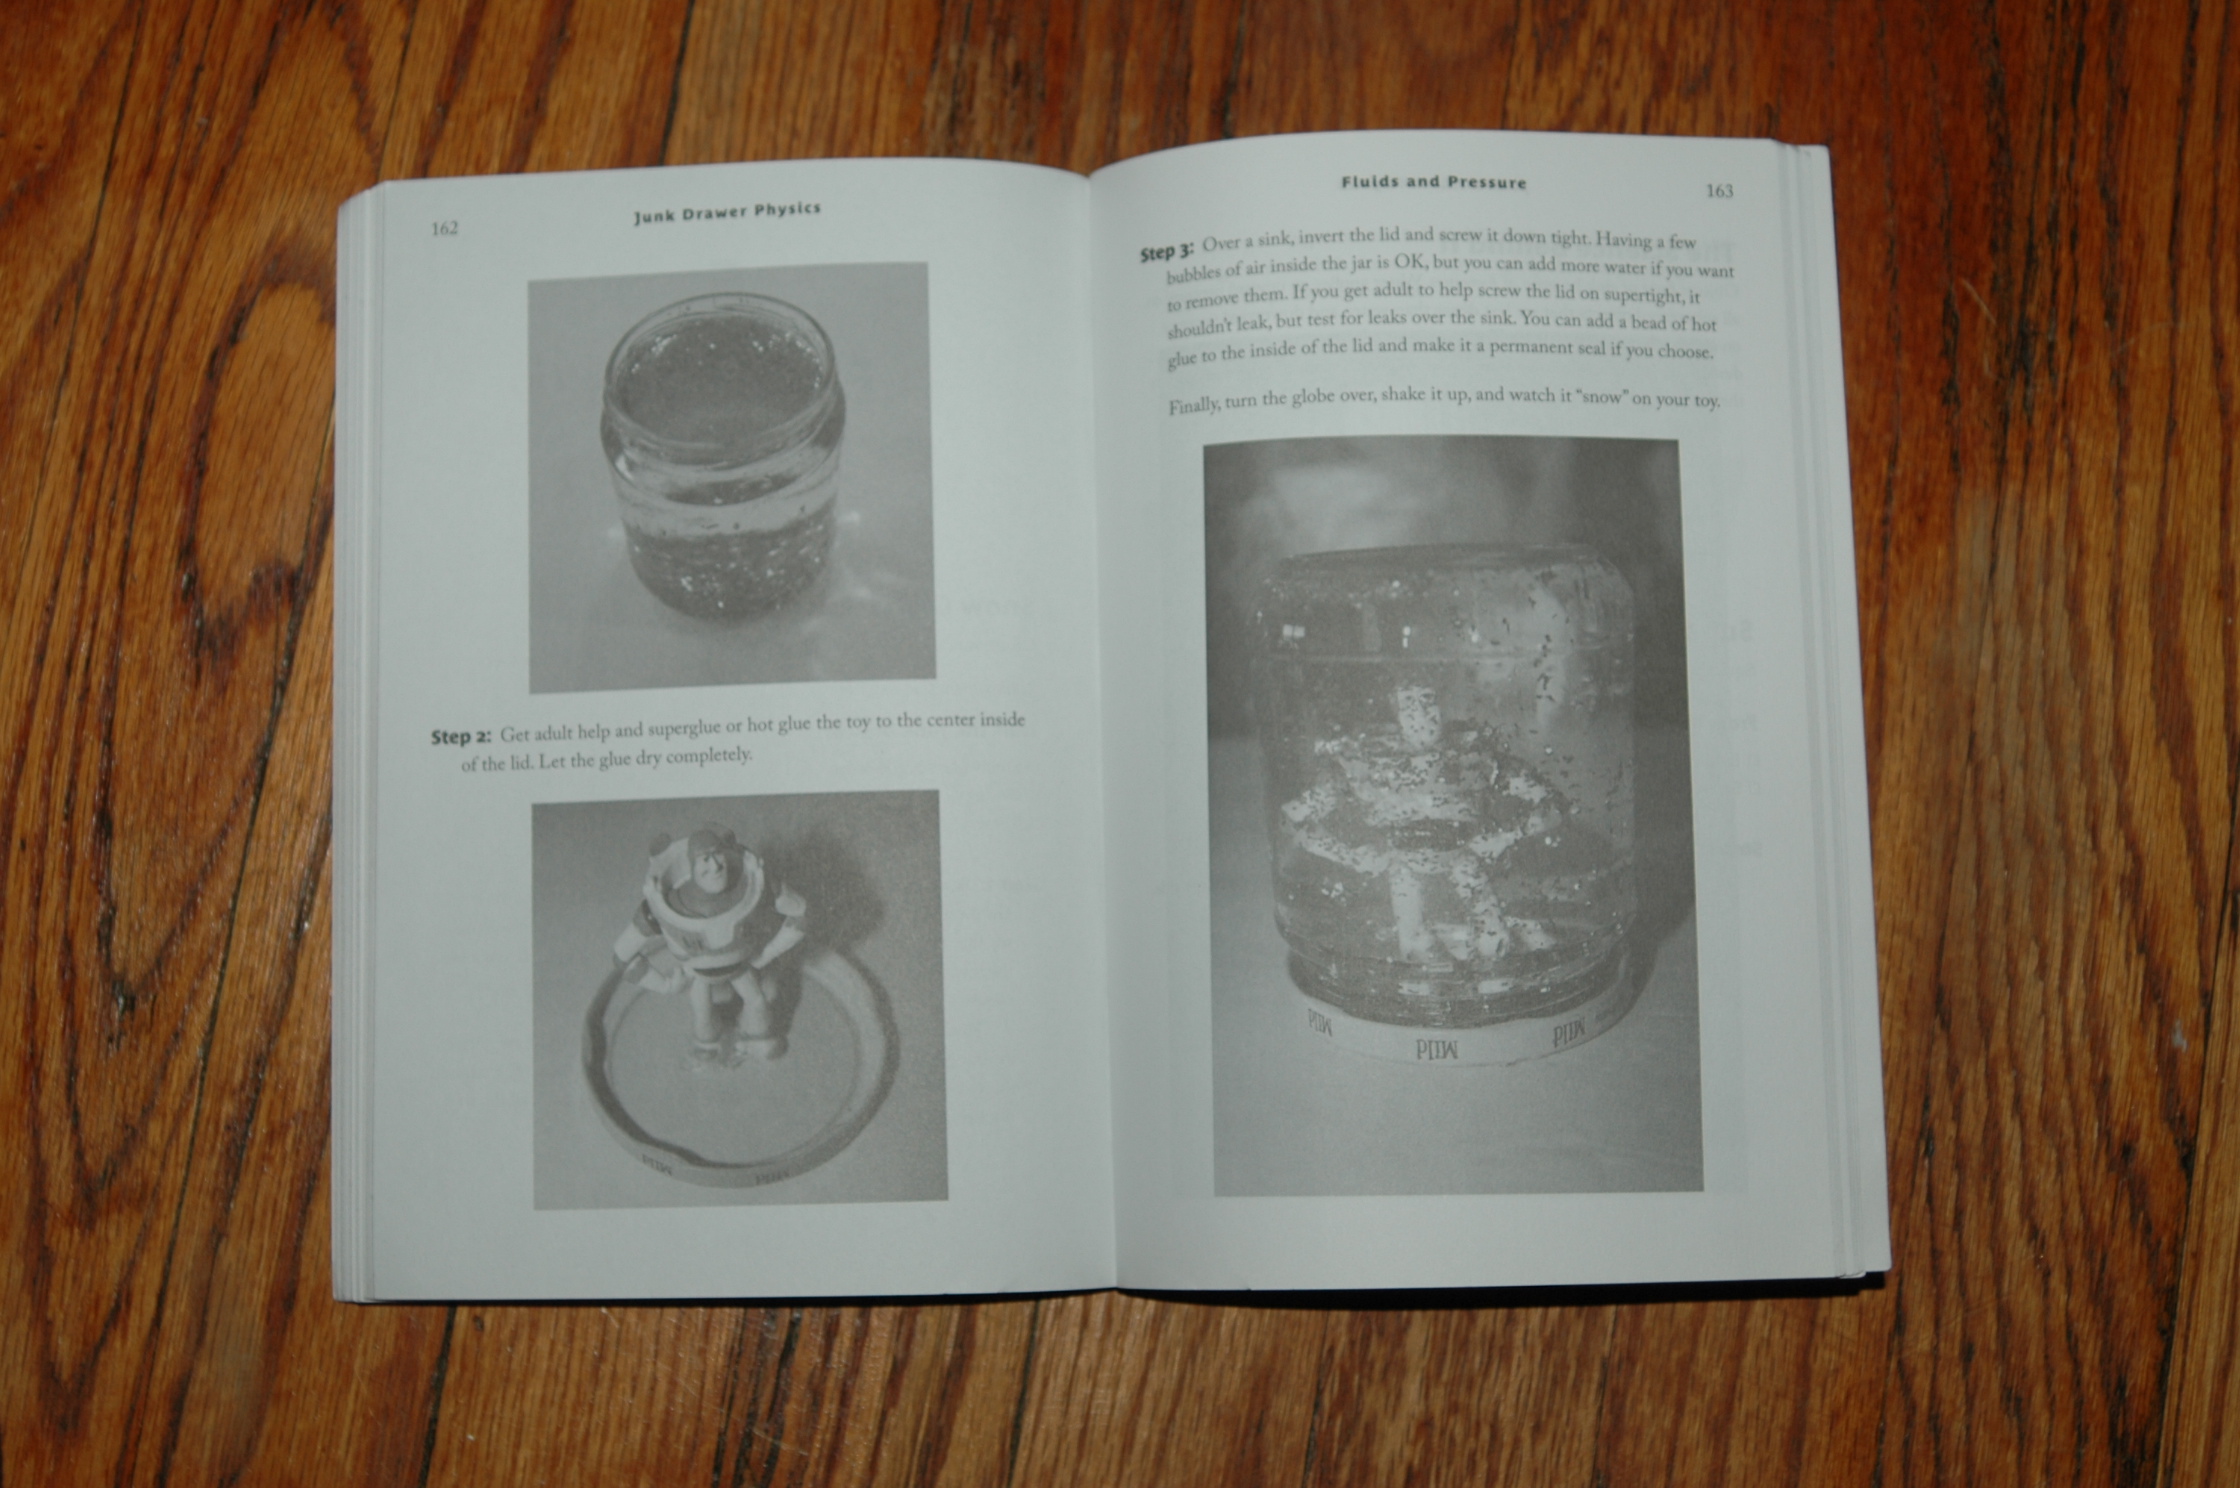 162
Junk Drawer Physics
Step 2: Get adult help and superglue or hot glue the toy to the center inside
of the lid. Let the glue dry completely.
Fluids and Pressure
163
Step 3: Over a sink, invert the lid and screw it down tight. Having a few
bubbles of air inside the jar is OK, but you can add more water if you want
to remove them. If you get adult to help screw the lid on supertight, it
shouldn't leak, but test for leaks over the sink. You can add a bead of hot
glue to the inside of the lid and make it a permanent seal if you choose.
Finally, turn the globe over, shake it up, and watch it “snow” on your toy.
MILD
MILD
MILD